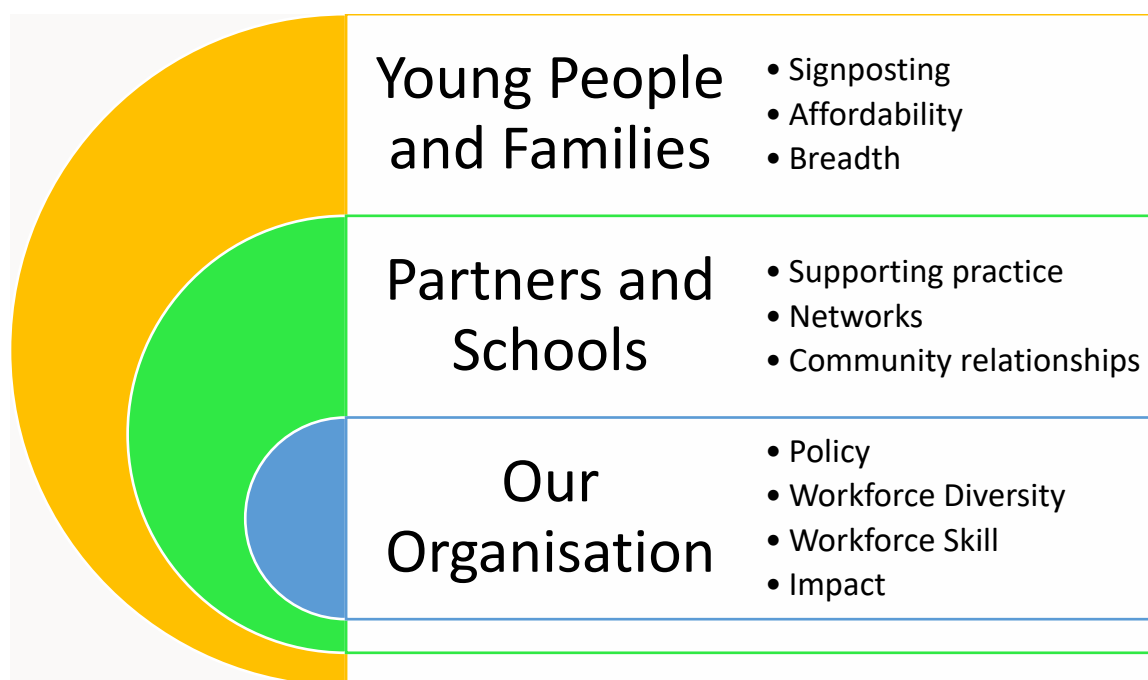 Young People
and Families
• Signposting
• Affordability
• Breadth
Partners and
Schools
• Supporting practice
• Networks
• Community relationships
Our
Organisation
• Policy
• Workforce Diversity
• Workforce Skill
• Impact